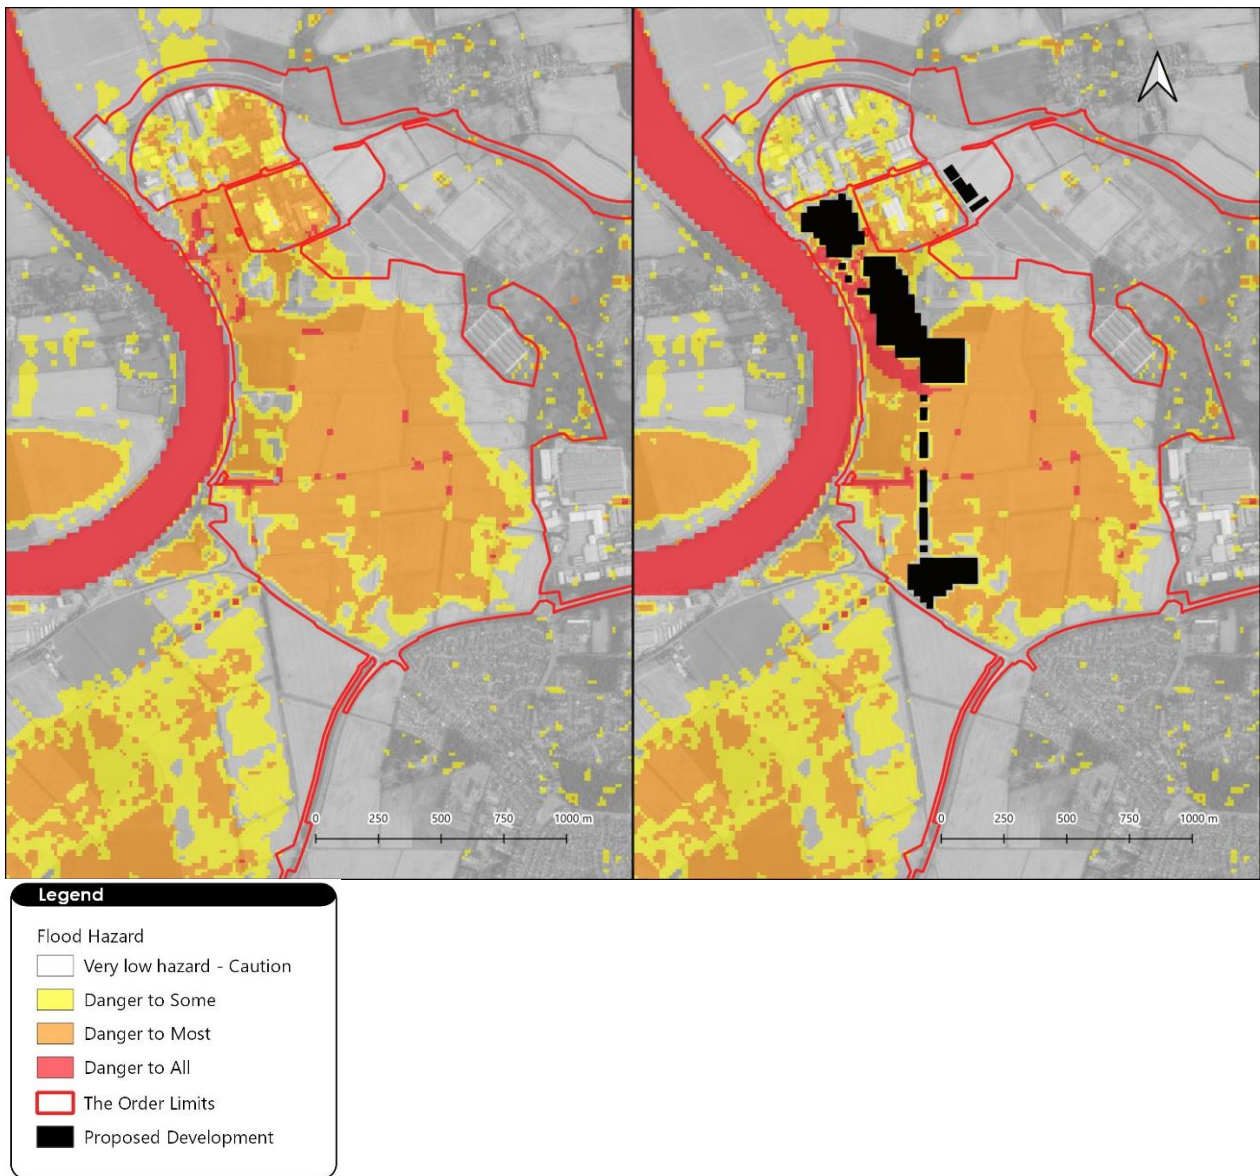 0 250 500 750 1000 m
0 250 500 750 1000 m
Legend
Flood Hazard
Very low hazard - Caution
Danger to Some
Danger to Most
Danger to All
The Order Limits
Proposed Development